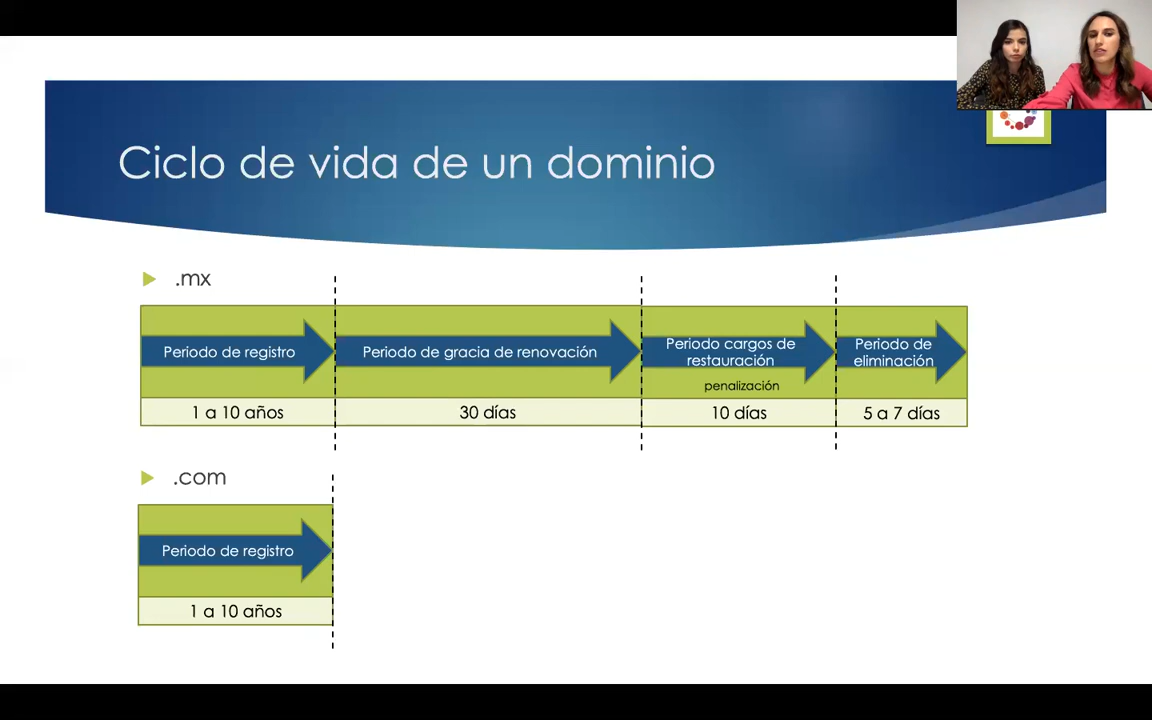 Ciclo de vida de un dominio
.mx
Periodo de registro
Periodo de gracia de renovación
Periodo cargos de
restauración
penalización
Periodo de
eliminación
1 a 10 años
30 días
10 días
5 a 7 días
.com
Periodo de registro
1 a 10 años